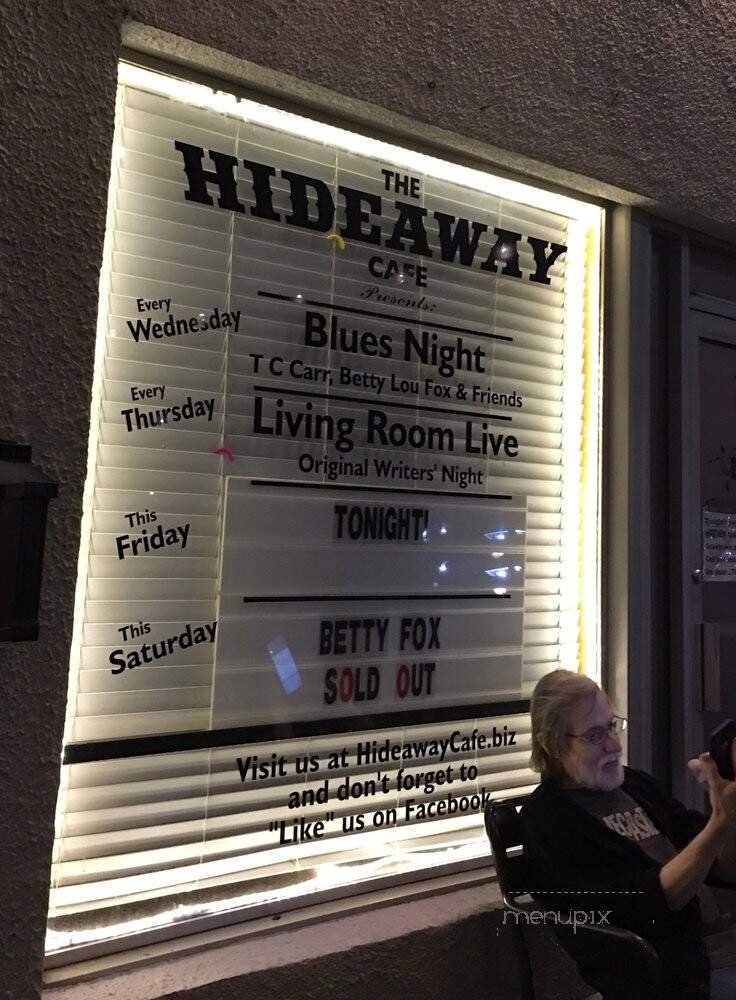 THE
HIDEAWAY
CAFE
Presents:
Every
Wednesday
Blues Night
T C Carr, Betty Lou Fox & Friends
Every
Thursday
Living Room Live
Original Writers' Night
This
Friday
TONIGHT!
This
Saturday
BETTY FOX
SOLD OUT
Visit us at HideawayCafe.biz
and don't forget to
"Like" us on Facebook
menupix